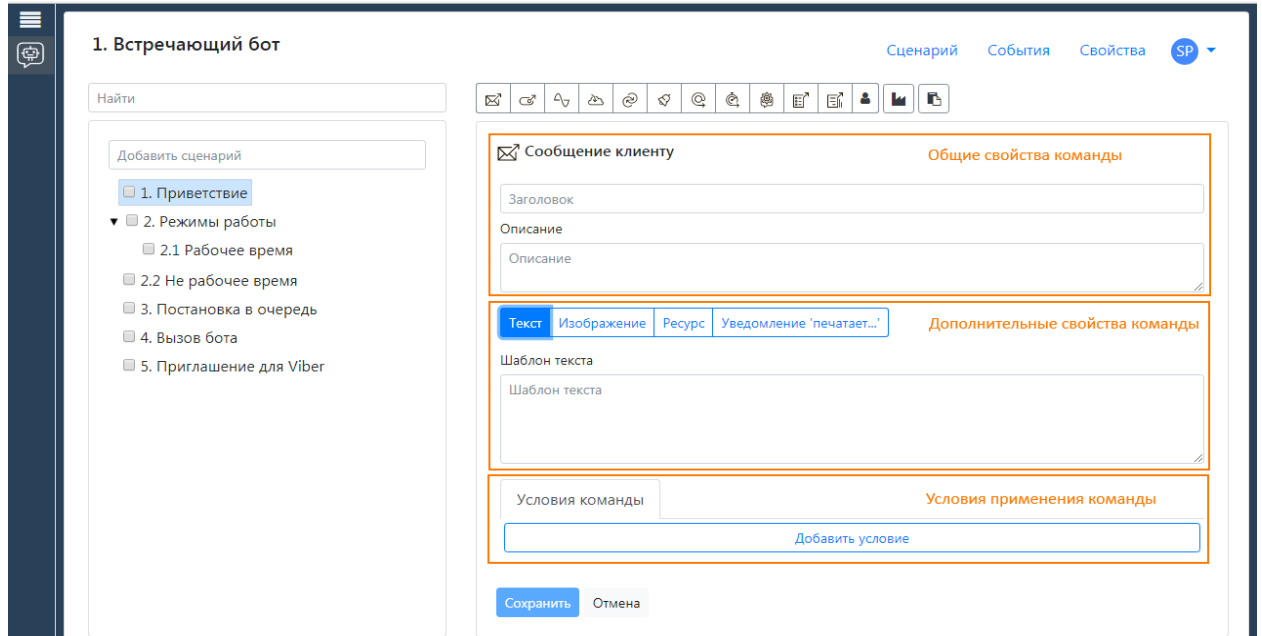 1. Встречающий бот
Сценарий События Свойства SP
Найти
Добавить сценарий
1. Приветствие
2. Режимы работы
2.1 Рабочее время
2.2 Не рабочее время
3. Постановка в очередь
4. Вызов бота
5. Приглашение для Viber
Сообщение клиенту Общие свойства команды
Заголовок
Описание
Описание
Текст Изображение Ресурс Уведомление 'печатает...' Дополнительные свойства команды
Шаблон текста
Шаблон текста
Условия команды Условия применения команды
Добавить условие
Сохранить Отмена